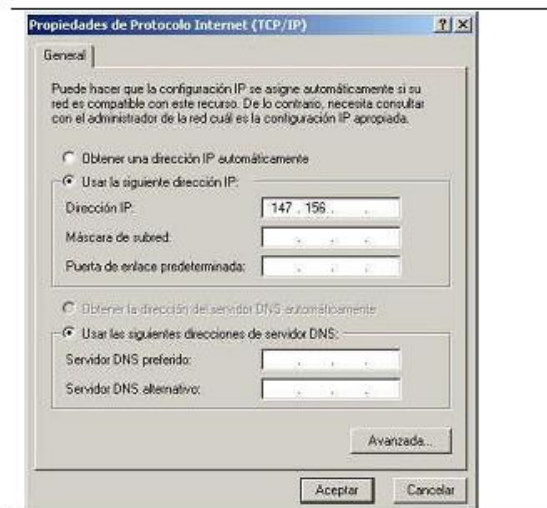 Propiedades de Protocolo Internet (TCP/IP)
General
Puede hacer que la configuración IP se asigne automáticamente si su
red es compatible con este recurso. De lo contrario, necesita consultar
con el administrador de la red cuál es la configuración IP apropiada.
Obtener una dirección IP automáticamente
Usar la siguiente dirección IP:
Dirección IP: 147 . 156 . .
Máscara de subred: . . .
Puerta de enlace predeterminada: . . .
Obtener la dirección del servidor DNS automáticamente
Usar las siguientes direcciones de servidor DNS:
Servidor DNS preferido: . . .
Servidor DNS alternativo: . . .
Avanzada...
Aceptar
Cancelar